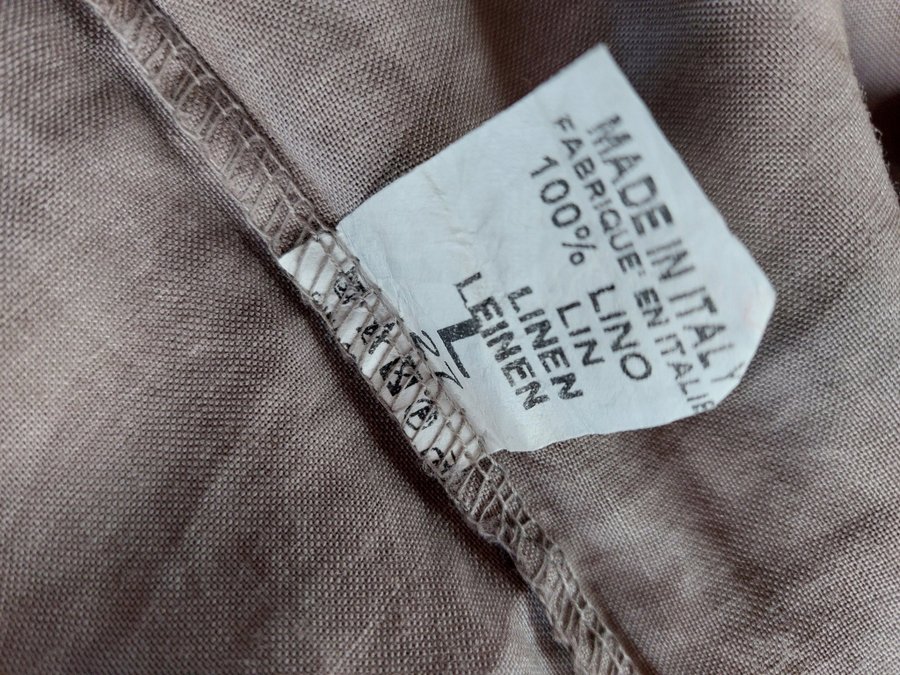 MADE IN ITALY
FABRIQUE' EN ITALIE
100% LINO
LIN
LINEN
LEINEN
L